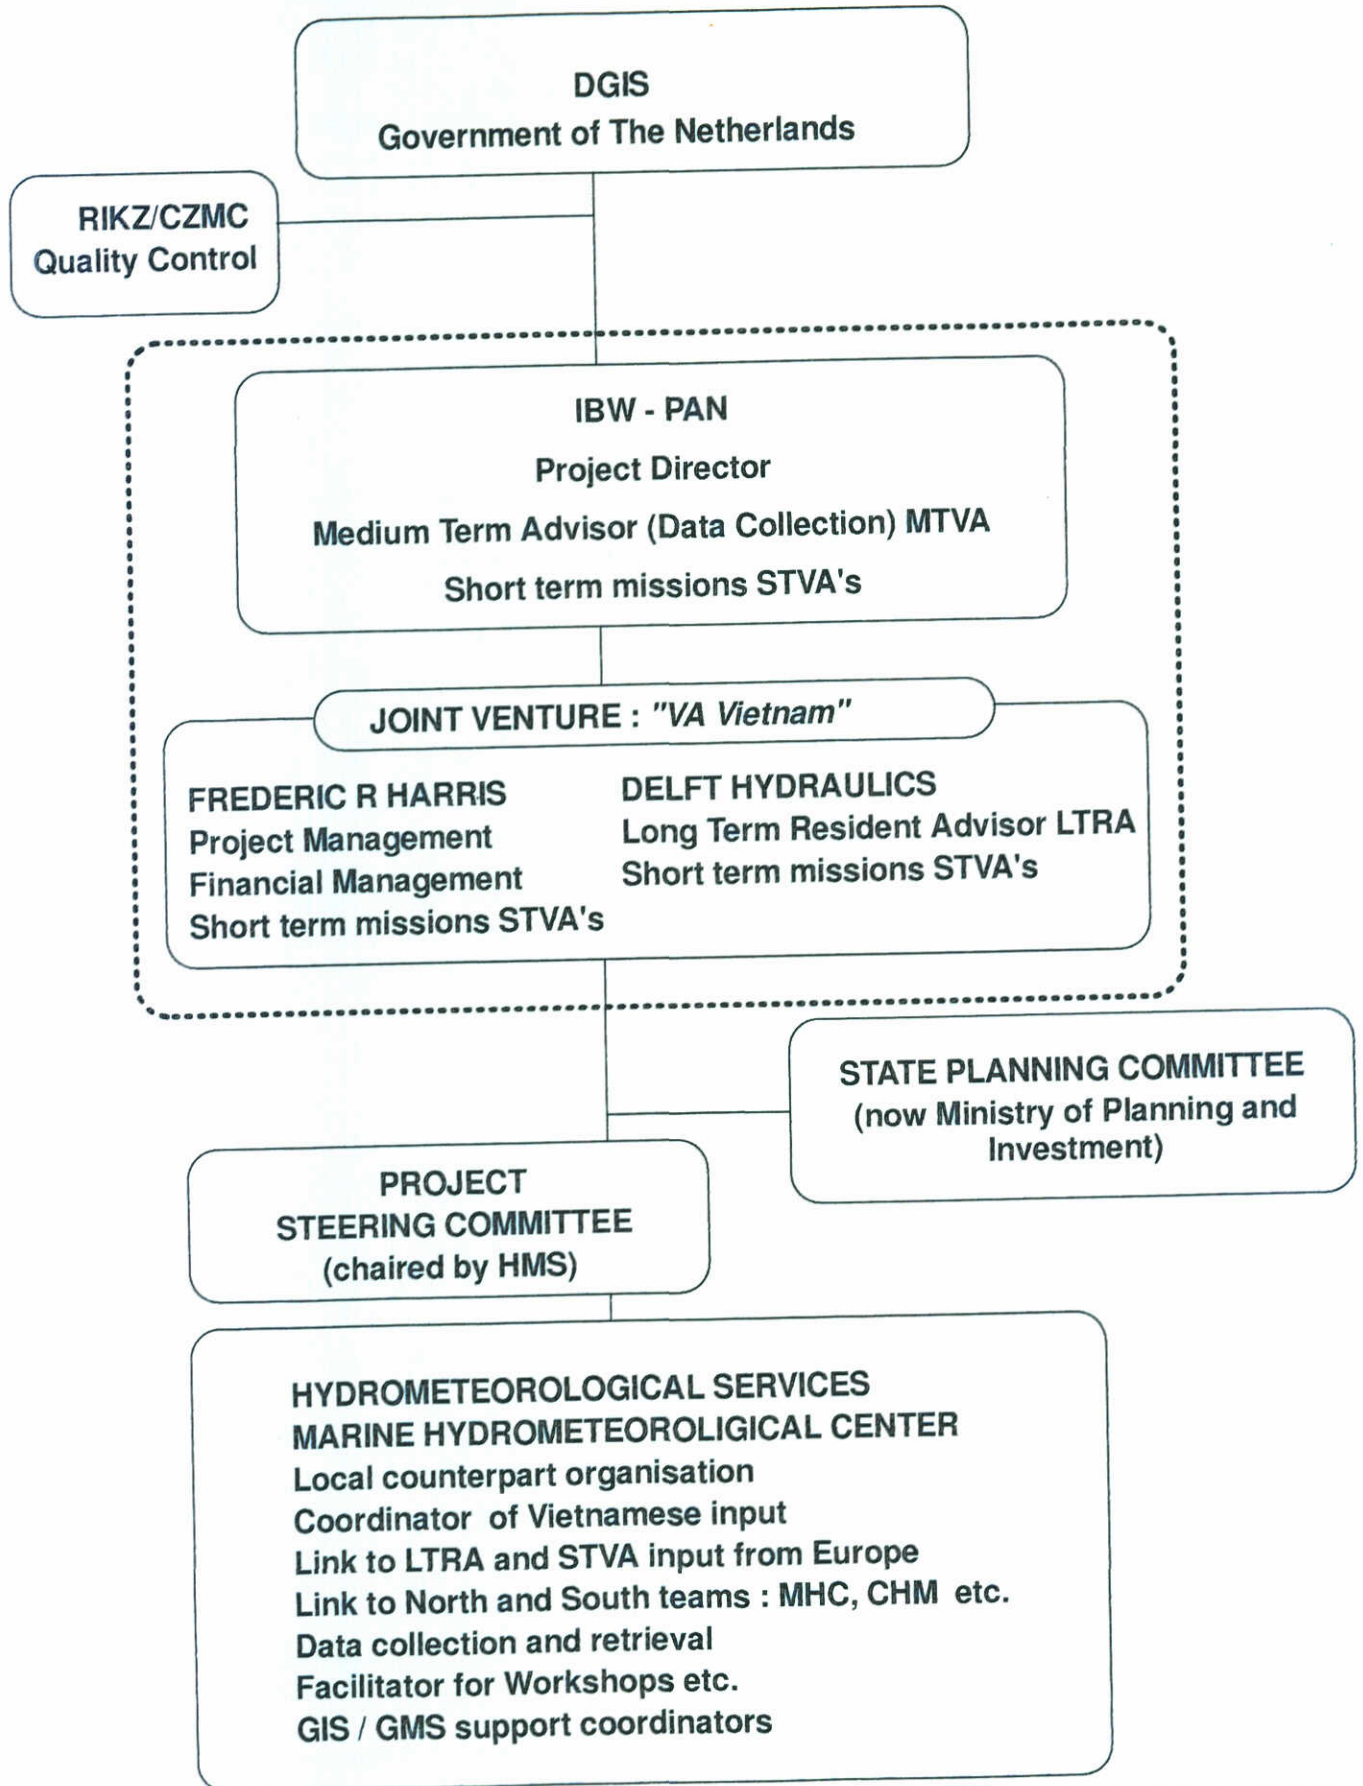 DGIS
Government of The Netherlands
RIKZ/CZMC
Quality Control
IBW - PAN
Project Director
Medium Term Advisor (Data Collection) MTVA
Short term missions STVA's
JOINT VENTURE : "VA Vietnam"
FREDERIC R HARRIS
Project Management
Financial Management
Short term missions STVA's
DELFT HYDRAULICS
Long Term Resident Advisor LTRA
Short term missions STVA's
STATE PLANNING COMMITTEE
(now Ministry of Planning and
Investment)
PROJECT
STEERING COMMITTEE
(chaired by HMS)
HYDROMETEOROLOGICAL SERVICES
MARINE HYDROMETEOROLIGICAL CENTER
Local counterpart organisation
Coordinator of Vietnamese input
Link to LTRA and STVA input from Europe
Link to North and South teams : MHC, CHM etc.
Data collection and retrieval
Facilitator for Workshops etc.
GIS / GMS support coordinators